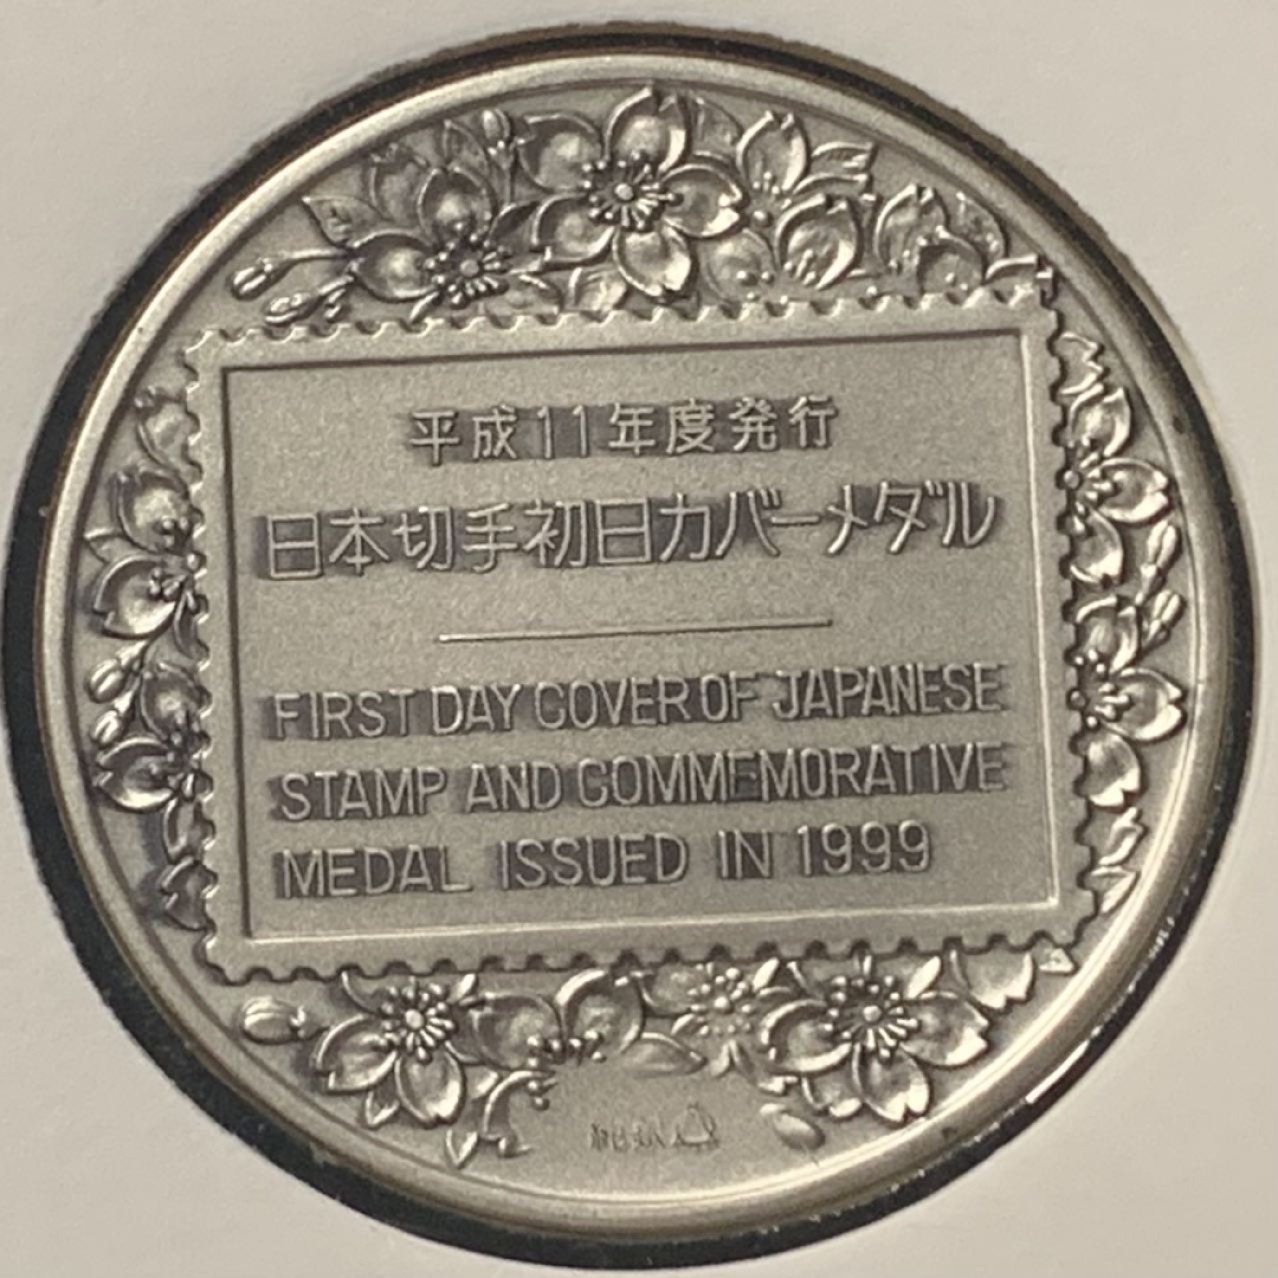 平成11年度発行
日本切手初日カバーメダル
FIRST DAY COVER OF JAPANESE
STAMP AND COMMEMORATIVE
MEDAL ISSUED IN 1999